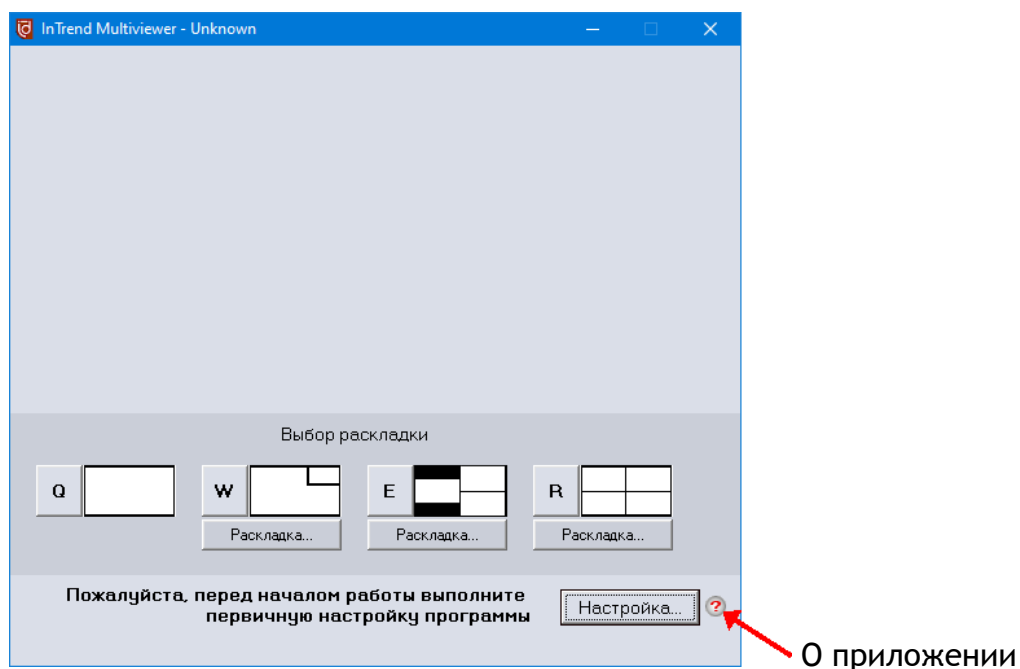 InTrend Multiviewer - Unknown
Выбор раскладки
Q W E R
Раскладка... Раскладка... Раскладка...
Пожалуйста, перед началом работы выполните
первичную настройку программы
Настройка... ?
О приложении